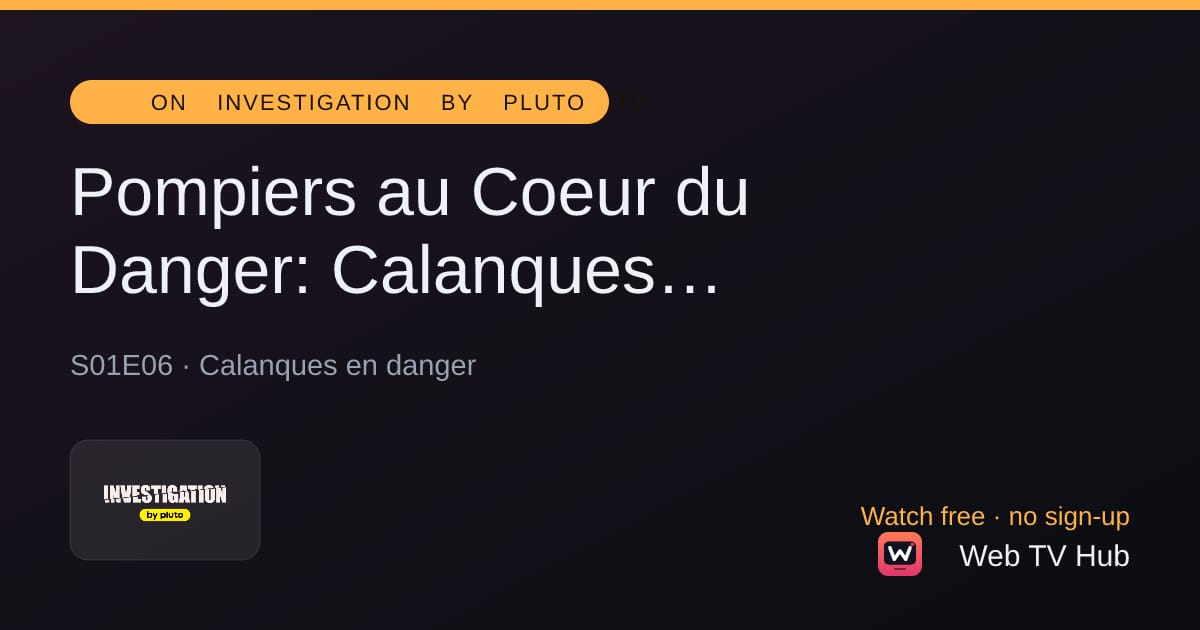 ON INVESTIGATION BY PLUTO
Pompiers au Coeur du
Danger: Calanques…
S01E06 · Calanques en danger
INVESTIGATION
by pluto
Watch free · no sign-up
W
Web TV Hub